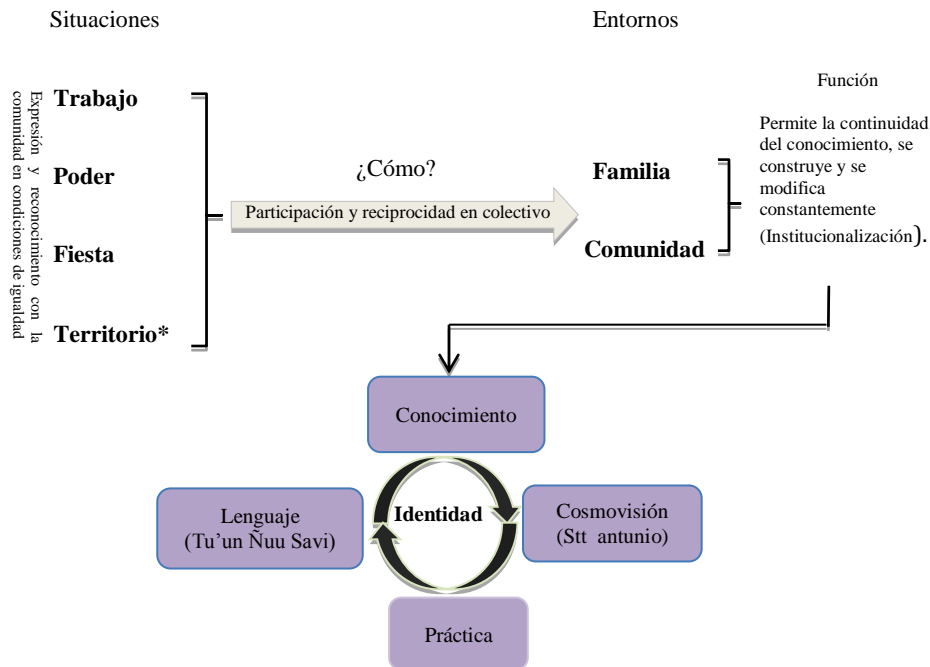 Situaciones
Entornos
Expresión y reconocimiento con la
comunidad en condiciones de igualdad
Trabajo
Poder
Fiesta
Territorio*
¿Cómo?
Participación y reciprocidad en colectivo
Familia
Comunidad
Función
Permite la continuidad
del conocimiento, se
construye y se
modifica
constantemente
(Institucionalización).
Conocimiento
Lenguaje
(Tu’un Ñuu Savi)
Identidad
Cosmovisión
(Stt antunio)
Práctica